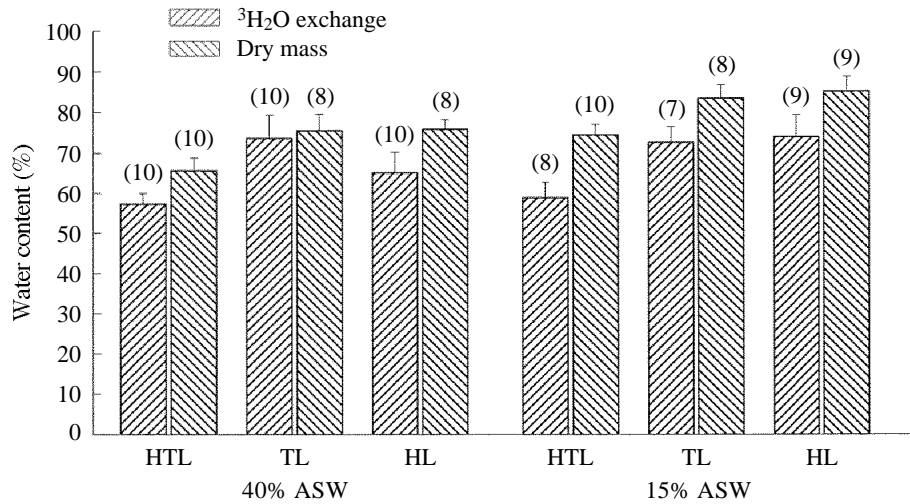 ³H₂O exchange
Dry mass
100
90
80
70
60
50
40
30
20
10
0
Water content (%)
(10) (10) (10) (8) (10) (8) (8) (10) (7) (8) (9) (9)
HTL TL HL HTL TL HL
40% ASW 15% ASW